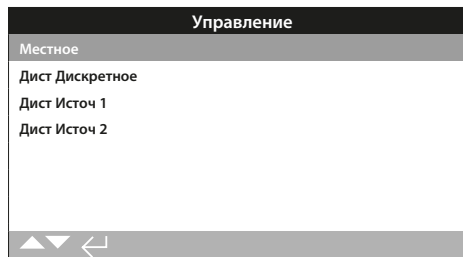 Управление
Местное
Дист Дискретное
Дист Источ 1
Дист Источ 2